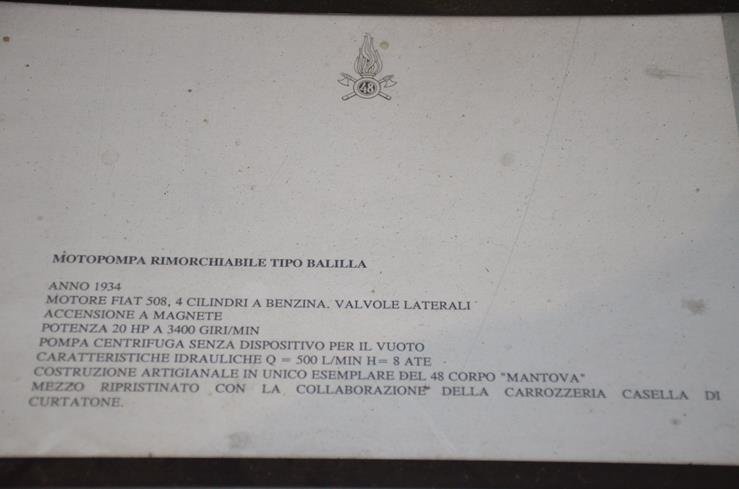 48
MOTOPOMPA RIMORCHIABILE TIPO BALILLA
ANNO 1934
MOTORE FIAT 508, 4 CILINDRI A BENZINA. VALVOLE LATERALI
ACCENSIONE A MAGNETE
POTENZA 20 HP A 3400 GIRI/MIN
POMPA CENTRIFUGA SENZA DISPOSITIVO PER IL VUOTO
CARATTERISTICHE IDRAULICHE Q = 500 L/MIN H= 8 ATE
COSTRUZIONE ARTIGIANALE IN UNICO ESEMPLARE DEL 48 CORPO "MANTOVA"
MEZZO RIPRISTINATO CON LA COLLABORAZIONE DELLA CARROZZERIA CASELLA DI
CURTATONE.